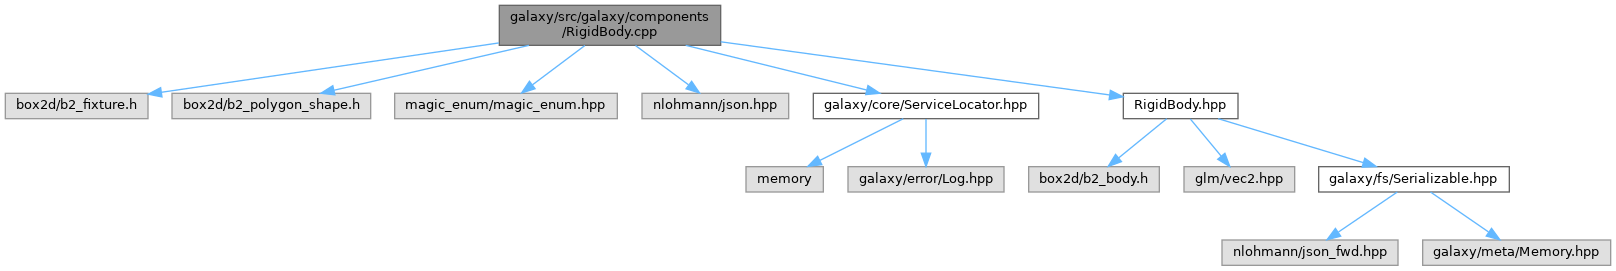 galaxy/src/galaxy/components
/RigidBody.cpp
box2d/b2_fixture.h
box2d/b2_polygon_shape.h
magic_enum/magic_enum.hpp
nlohmann/json.hpp
galaxy/core/ServiceLocator.hpp
RigidBody.hpp
memory
galaxy/error/Log.hpp
box2d/b2_body.h
glm/vec2.hpp
galaxy/fs/Serializable.hpp
nlohmann/json_fwd.hpp
galaxy/meta/Memory.hpp